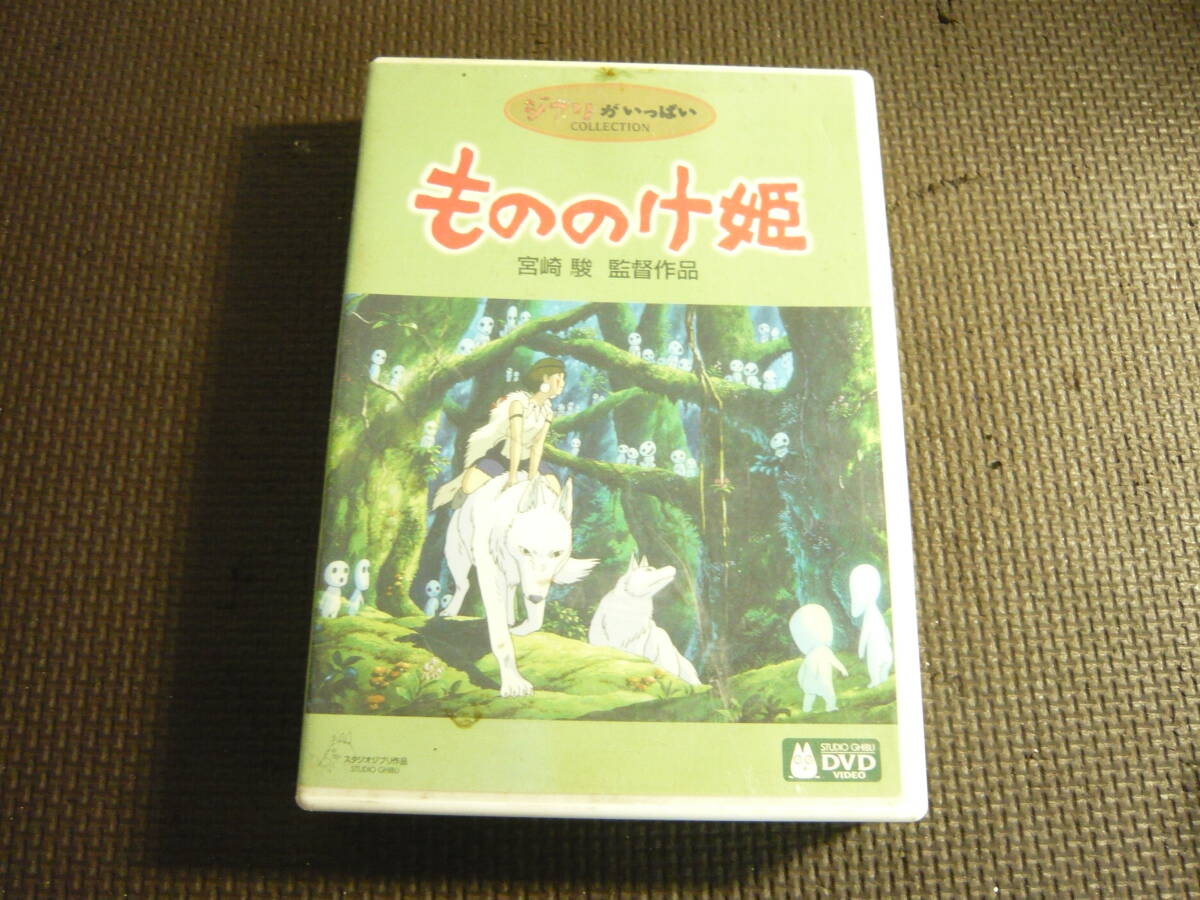 ジブリがいっぱい
COLLECTION
もののけ姫
宮崎 駿 監督作品
スタジオジブリ作品
STUDIO GHIBLI
STUDIO GHIBLI
DVD
VIDEO